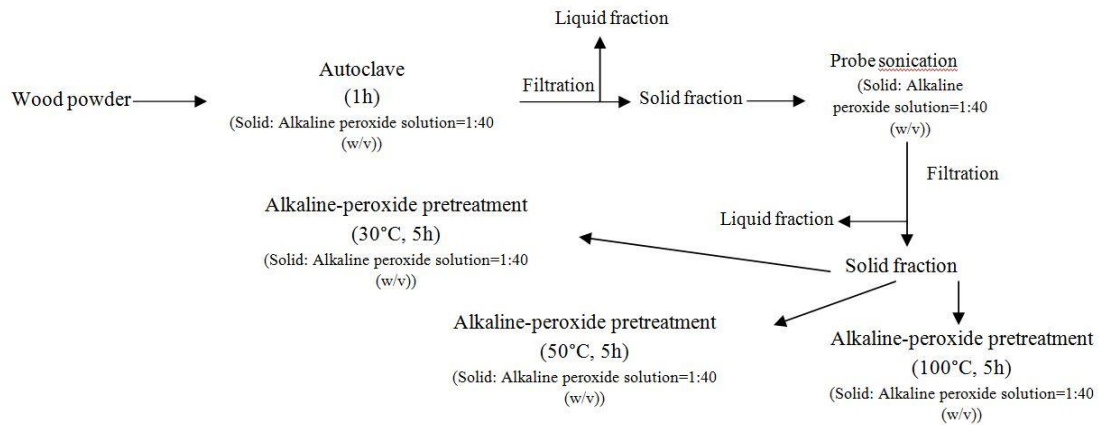 Liquid fraction
Wood powder
Autoclave
(1h)
(Solid: Alkaline peroxide solution=1:40
(w/v))
Filtration
Solid fraction
Probe sonication
(Solid: Alkaline
peroxide solution=1:40
(w/v))
Filtration
Liquid fraction
Solid fraction
Alkaline-peroxide pretreatment
(30°C, 5h)
(Solid: Alkaline peroxide solution=1:40
(w/v))
Alkaline-peroxide pretreatment
(50°C, 5h)
(Solid: Alkaline peroxide solution=1:40
(w/v))
Alkaline-peroxide pretreatment
(100°C, 5h)
(Solid: Alkaline peroxide solution=1:40
(w/v))